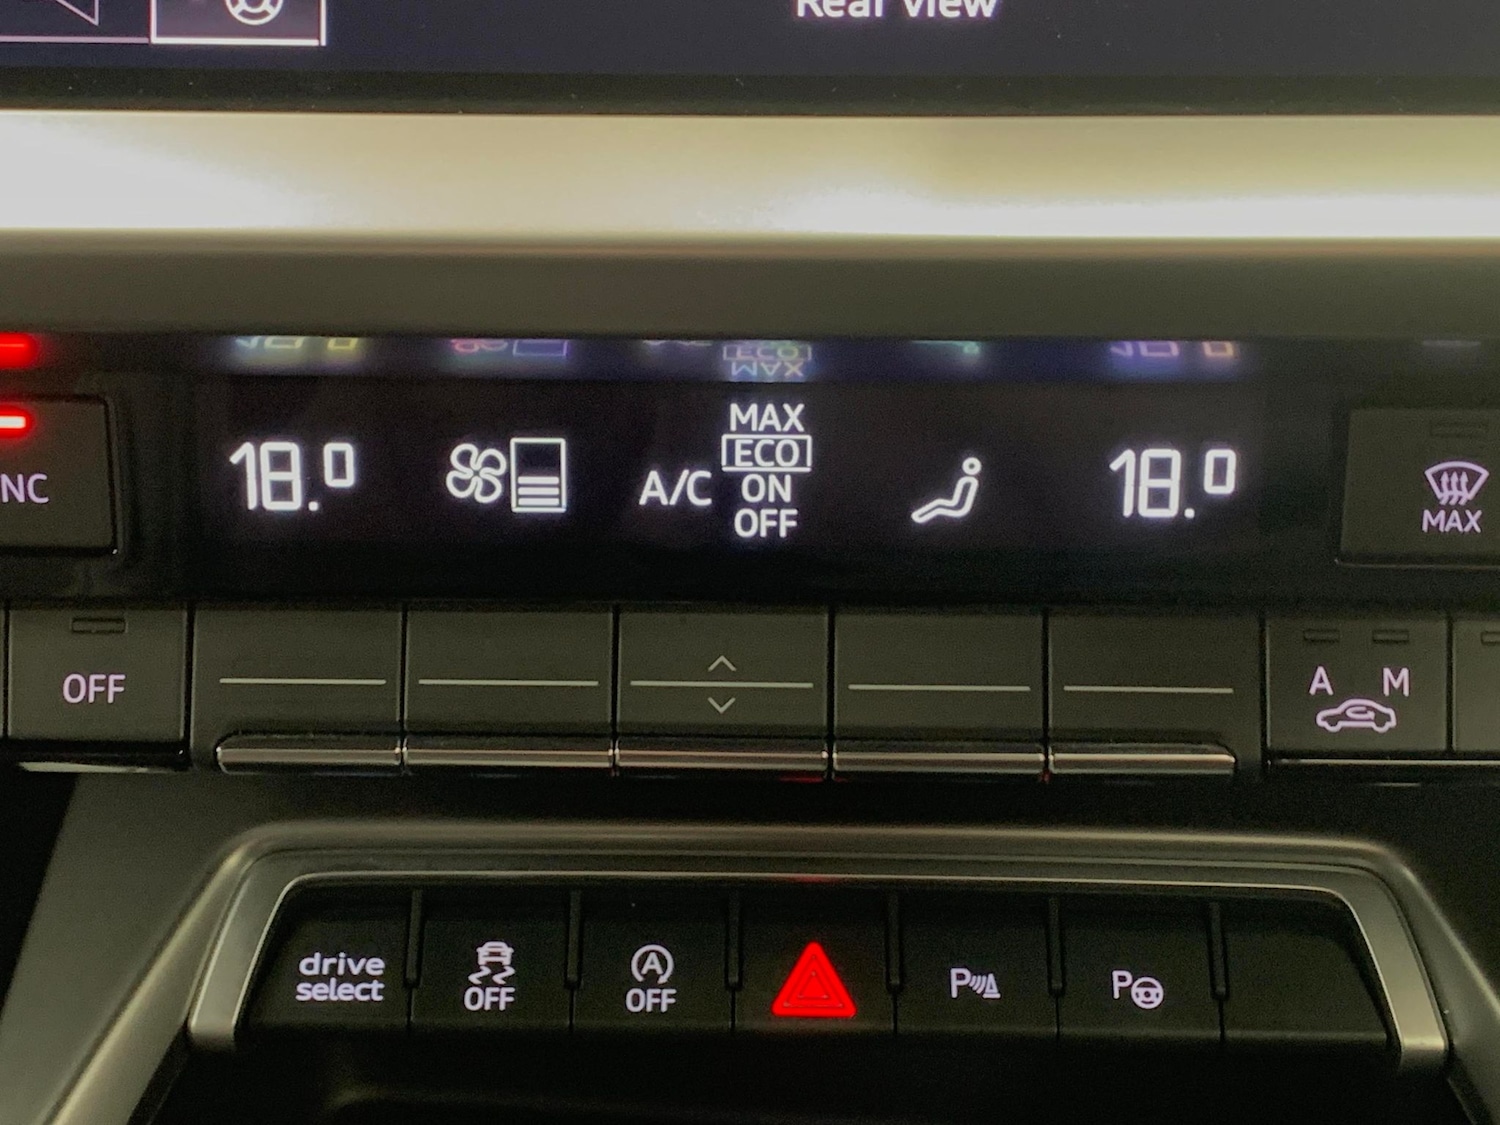 Rear view
MAX
ECO
18.0
A/C
ON
18.0
OFF
NC
MAX
OFF
A M
drive
select
OFF
A
OFF
P
P